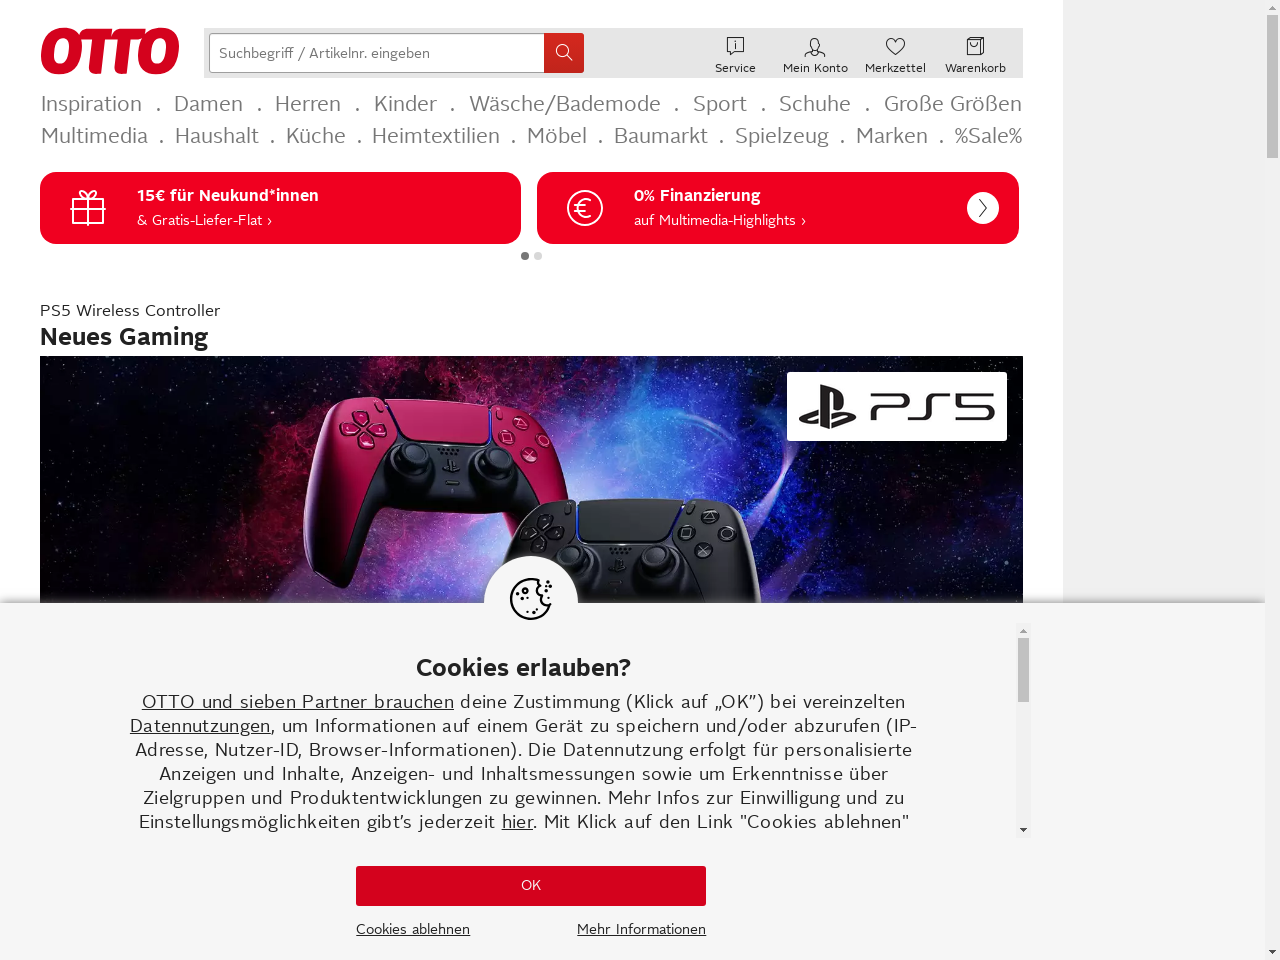 OTTO
Suchbegriff / Artikelnr. eingeben
Service
Mein Konto
Merkzettel
Warenkorb
Inspiration . Damen . Herren . Kinder . Wäsche/Bademode . Sport . Schuhe . Große Größen
Multimedia . Haushalt . Küche . Heimtextilien . Möbel . Baumarkt . Spielzeug . Marken . %Sale%
15€ für Neukund*innen
& Gratis-Liefer-Flat ›
0% Finanzierung
auf Multimedia-Highlights ›
PS5 Wireless Controller
Neues Gaming
PS5
Cookies erlauben?
OTTO und sieben Partner brauchen deine Zustimmung (Klick auf „OK”) bei vereinzelten
Datennutzungen, um Informationen auf einem Gerät zu speichern und/oder abzurufen (IP-
Adresse, Nutzer-ID, Browser-Informationen). Die Datennutzung erfolgt für personalisierte
Anzeigen und Inhalte, Anzeigen- und Inhaltsmessungen sowie um Erkenntnisse über
Zielgruppen und Produktentwicklungen zu gewinnen. Mehr Infos zur Einwilligung und zu
Einstellungsmöglichkeiten gibt’s jederzeit hier. Mit Klick auf den Link "Cookies ablehnen"
OK
Cookies ablehnen
Mehr Informationen